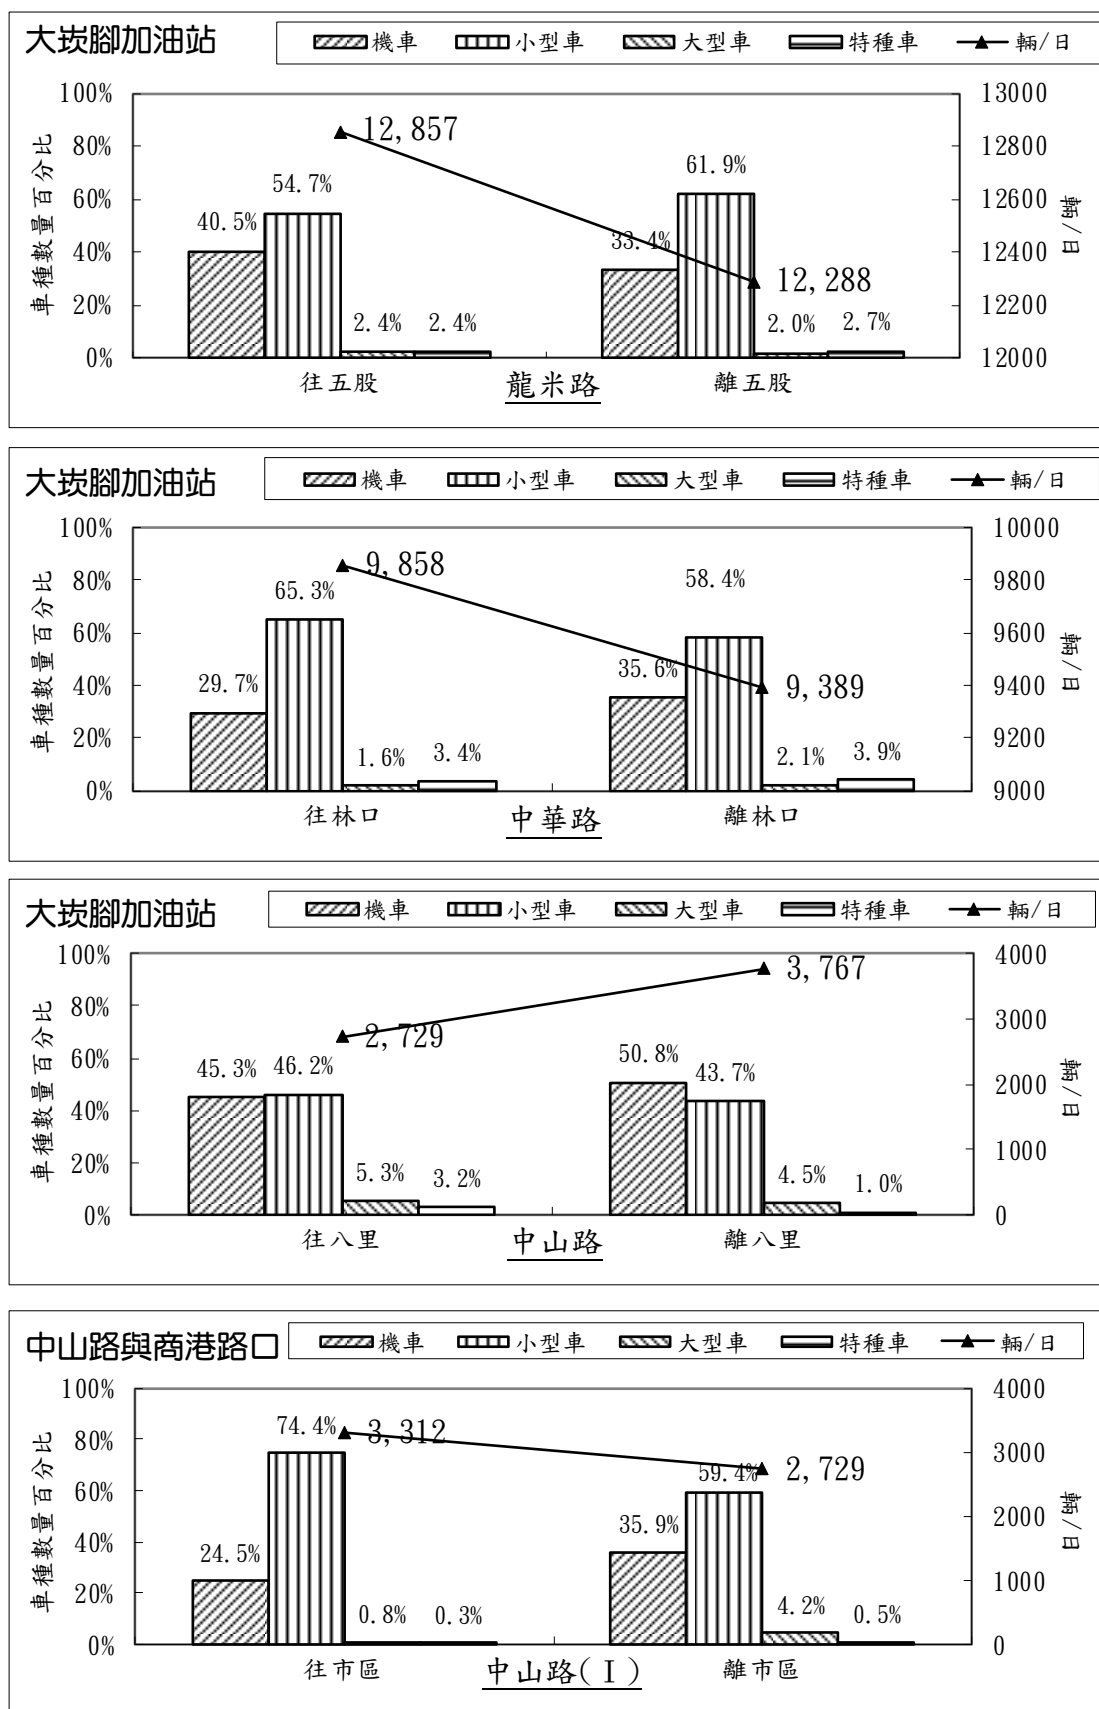 大崁腳加油站
機車 小型車 大型車 特種車 輛/日
100% 13000
80% 12800
60% 12600
40% 12400
20% 12200
0% 12000
車種數量百分比
輛/日
12,857
12,288
40.5% 54.7% 2.4% 2.4%
33.4% 61.9% 2.0% 2.7%
往五股 龍米路 離五股
大崁腳加油站
機車 小型車 大型車 特種車 輛/日
100% 10000
80% 9800
60% 9600
40% 9400
20% 9200
0% 9000
車種數量百分比
輛/日
9,858
9,389
29.7% 65.3% 1.6% 3.4%
35.6% 58.4% 2.1% 3.9%
往林口 中華路 離林口
大崁腳加油站
機車 小型車 大型車 特種車 輛/日
100% 4000
80% 3000
60% 2000
40% 1000
20%
0% 0
車種數量百分比
輛/日
2,729
3,767
45.3% 46.2% 5.3% 3.2%
50.8% 43.7% 4.5% 1.0%
往八里 中山路 離八里
中山路與商港路口
機車 小型車 大型車 特種車 輛/日
100% 4000
80% 3000
60% 2000
40% 1000
20%
0% 0
車種數量百分比
輛/日
3,312
2,729
24.5% 74.4% 0.8% 0.3%
35.9% 59.4% 4.2% 0.5%
往市區 中山路(Ⅰ) 離市區